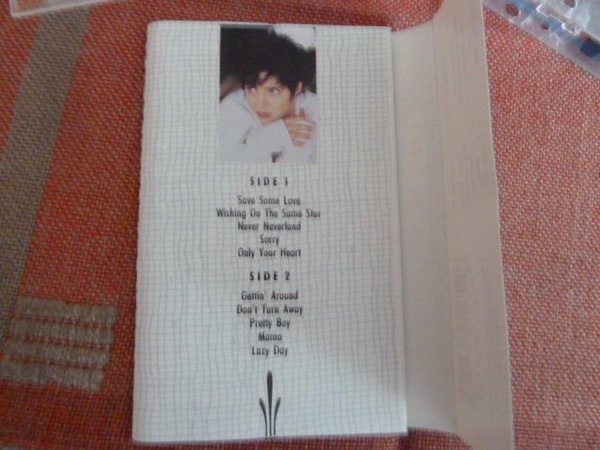 SIDE 1
Save Some Love
Wishing On The Same Star
Never Neverland
Sorry
Only Your Heart
SIDE 2
Gettin' Around
Don't Turn Away
Pretty Boy
Mama
Lazy Day